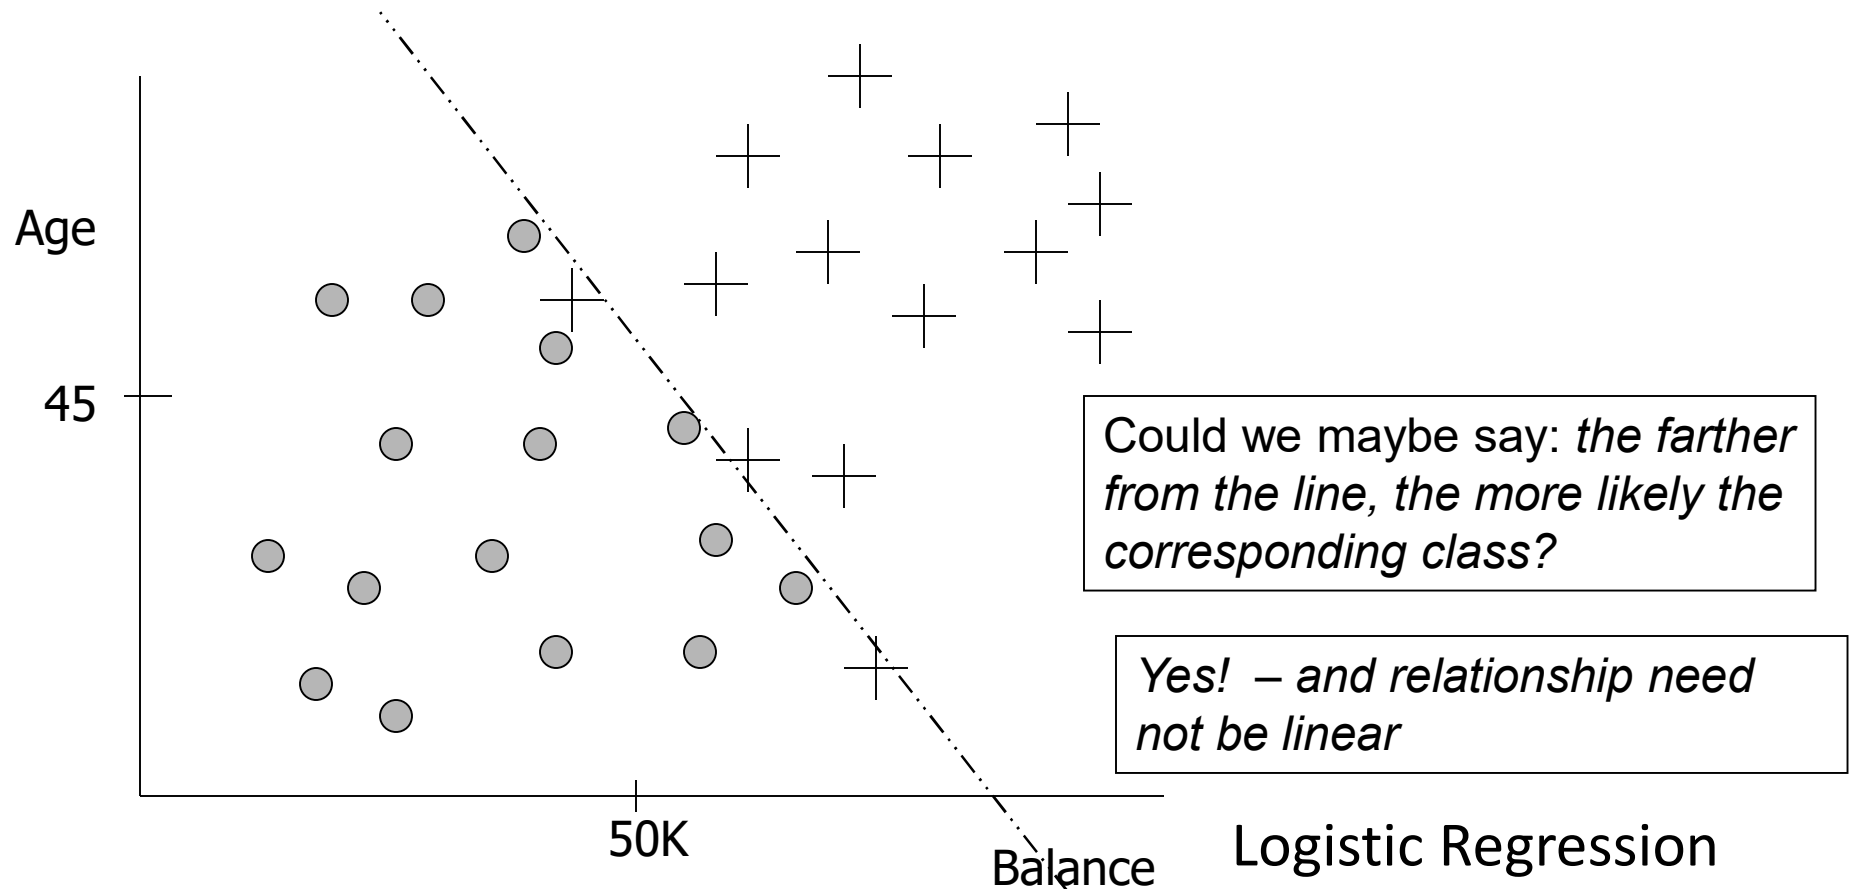 Age
45
Could we maybe say: the farther
from the line, the more likely the
corresponding class?
Yes! – and relationship need
not be linear
50K
Balance
Logistic Regression